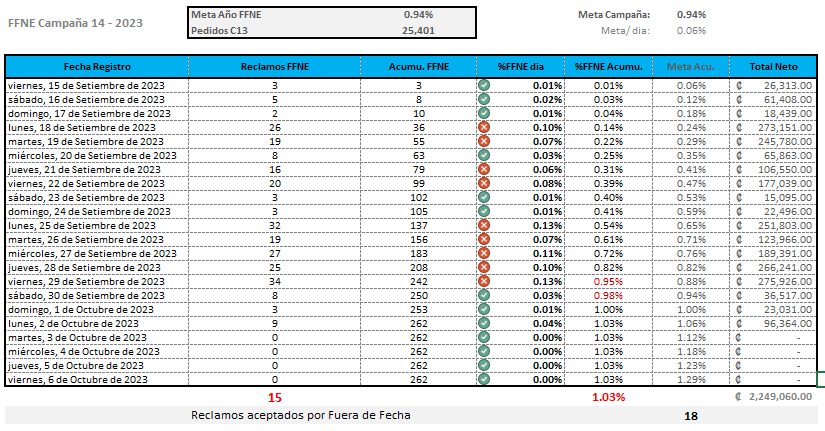 FFNE Campaña 14 - 2023
Meta Año FFNE 0.94%
Pedidos C13 25,401
Meta Campaña: 0.94%
Meta/ dia: 0.06%
Fecha Registro Reclamos FFNE Acumu. FFNE %FFNE dia %FFNE Acumu. Meta Acu. Total Neto
viernes, 15 de Setiembre de 2023 3 3 0.01% 0.01% 0.06% ₡ 26,313.00
sábado, 16 de Setiembre de 2023 5 8 0.02% 0.03% 0.12% ₡ 61,408.00
domingo, 17 de Setiembre de 2023 2 10 0.01% 0.04% 0.18% ₡ 18,439.00
lunes, 18 de Setiembre de 2023 26 36 0.10% 0.14% 0.24% ₡ 273,151.00
martes, 19 de Setiembre de 2023 19 55 0.07% 0.22% 0.29% ₡ 245,780.00
miércoles, 20 de Setiembre de 2023 8 63 0.03% 0.25% 0.35% ₡ 65,863.00
jueves, 21 de Setiembre de 2023 16 79 0.06% 0.31% 0.41% ₡ 106,550.00
viernes, 22 de Setiembre de 2023 20 99 0.08% 0.39% 0.47% ₡ 177,039.00
sábado, 23 de Setiembre de 2023 3 102 0.01% 0.40% 0.53% ₡ 15,095.00
domingo, 24 de Setiembre de 2023 3 105 0.01% 0.41% 0.59% ₡ 22,496.00
lunes, 25 de Setiembre de 2023 32 137 0.13% 0.54% 0.65% ₡ 251,803.00
martes, 26 de Setiembre de 2023 19 156 0.07% 0.61% 0.71% ₡ 123,966.00
miércoles, 27 de Setiembre de 2023 27 183 0.11% 0.72% 0.76% ₡ 189,391.00
jueves, 28 de Setiembre de 2023 25 208 0.10% 0.82% 0.82% ₡ 266,241.00
viernes, 29 de Setiembre de 2023 34 242 0.13% 0.95% 0.88% ₡ 275,926.00
sábado, 30 de Setiembre de 2023 8 250 0.03% 0.98% 0.94% ₡ 36,517.00
domingo, 1 de Octubre de 2023 3 253 0.01% 1.00% 1.00% ₡ 23,031.00
lunes, 2 de Octubre de 2023 9 262 0.04% 1.03% 1.06% ₡ 96,364.00
martes, 3 de Octubre de 2023 0 262 0.00% 1.03% 1.12% ₡ -
miércoles, 4 de Octubre de 2023 0 262 0.00% 1.03% 1.18% ₡ -
jueves, 5 de Octubre de 2023 0 262 0.00% 1.03% 1.23% ₡ -
viernes, 6 de Octubre de 2023 0 262 0.00% 1.03% 1.29% ₡ -
15 1.03% ₡ 2,249,060.00
Reclamos aceptados por Fuera de Fecha 18